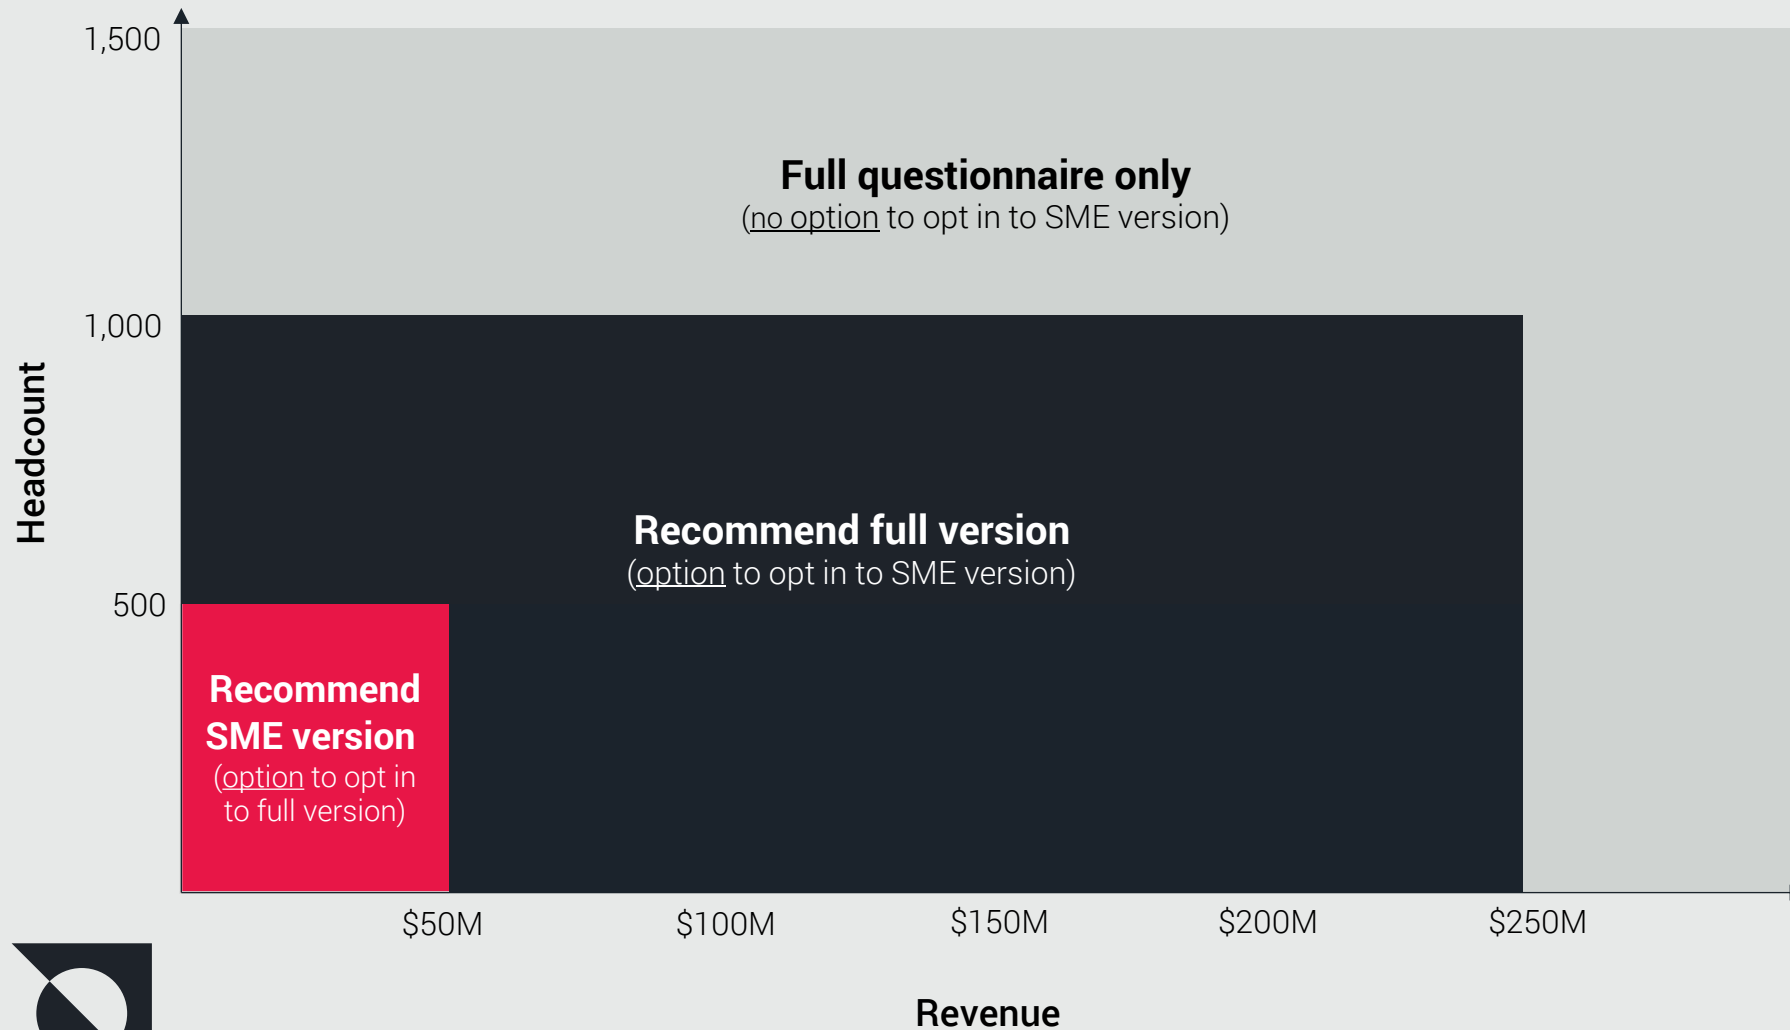 1,500
Full questionnaire only
(no option to opt in to SME version)
1,000
Headcount
Recommend full version
(option to opt in to SME version)
500
Recommend
SME version
(option to opt in
to full version)
$50M
$100M
$150M
$200M
$250M
Revenue